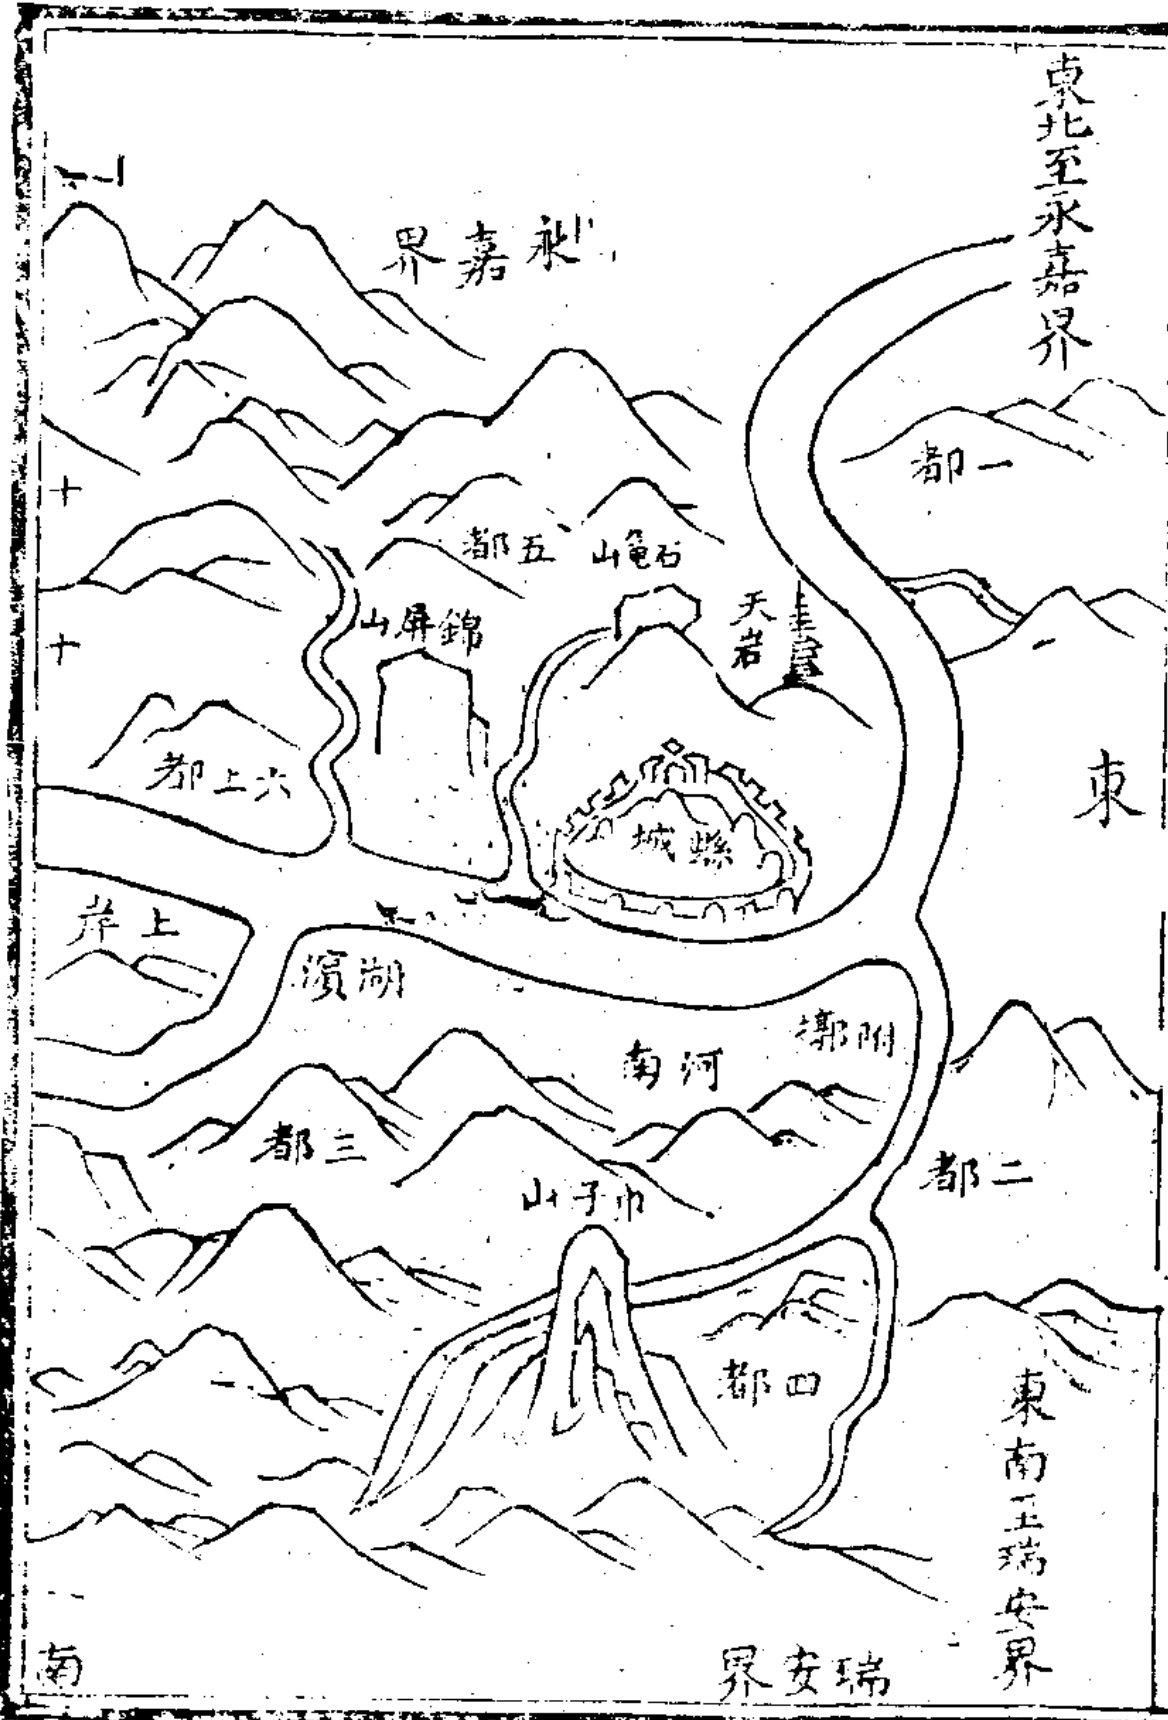 東北至永嘉界
永嘉界
一都
五都
石龜山
天岩
錦屏山
六上都
東
縣城
上岸
湖濱
附郭
河南
三都
二都
巾子山
四都
東南至瑞安界
瑞安界
南
十
十